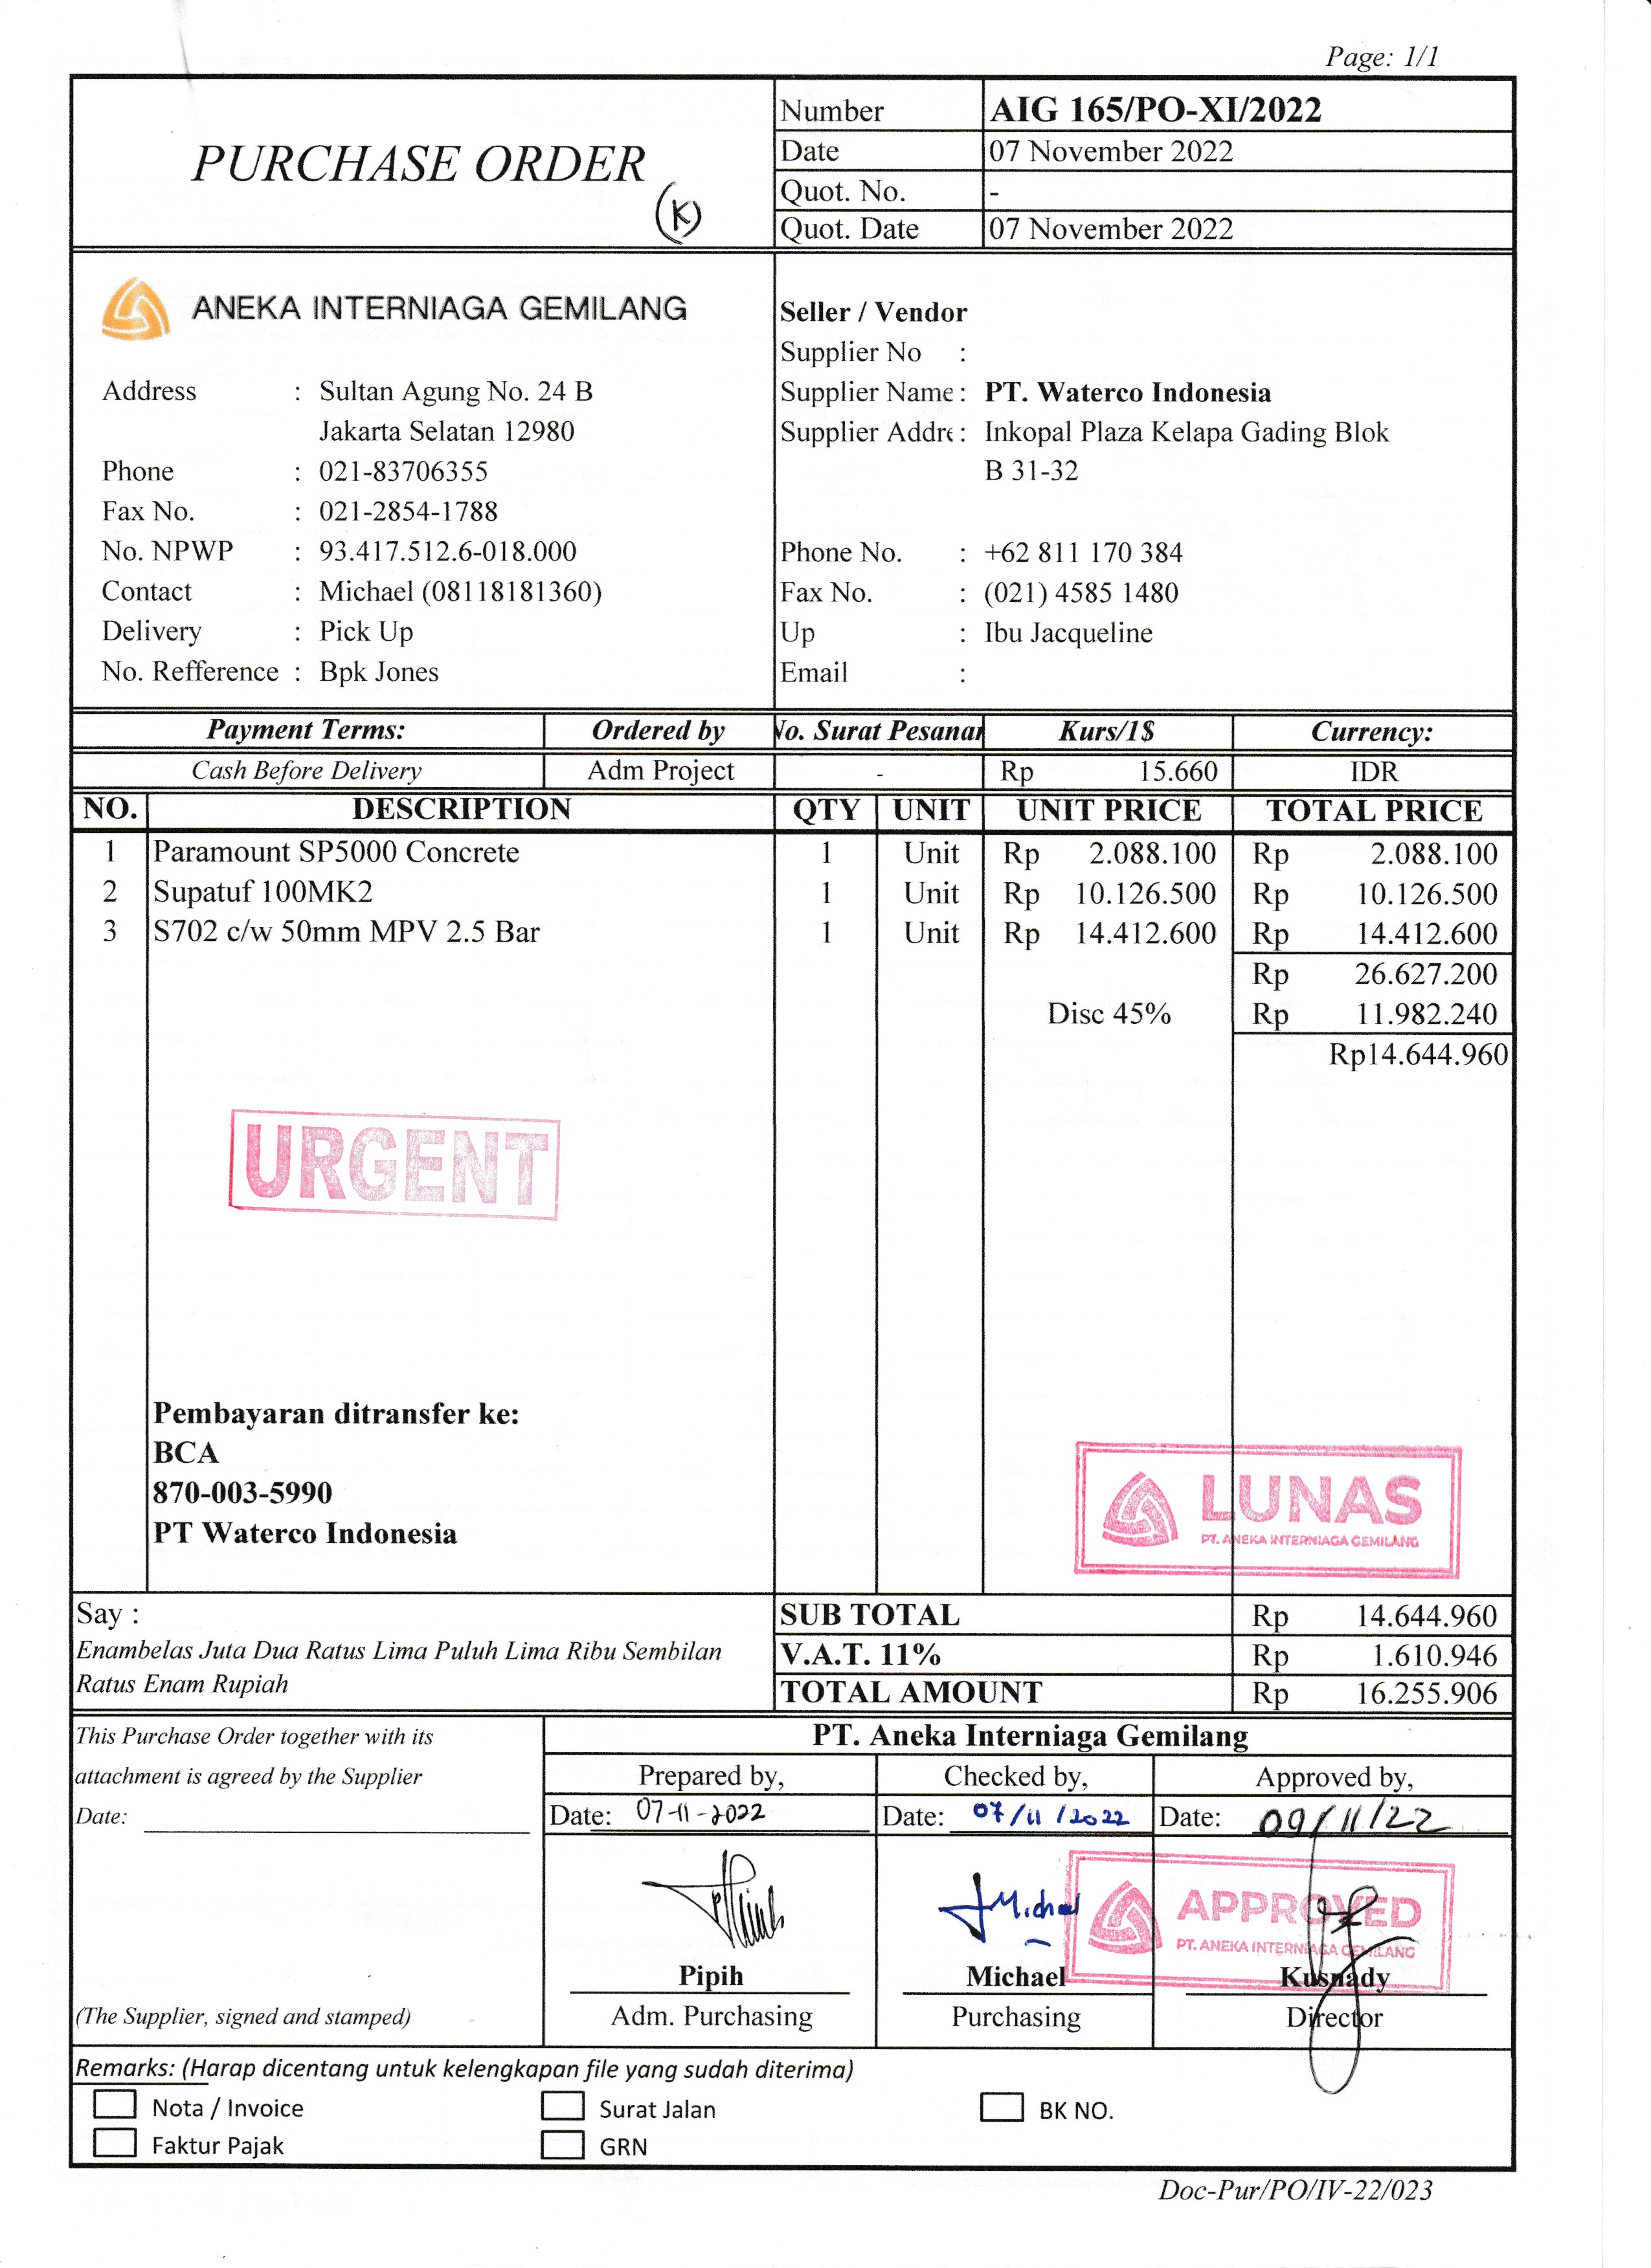 Page: 1/1
PURCHASE ORDER
(K)
Number AIG 165/PO-XI/2022
Date 07 November 2022
Quot. No. -
Quot. Date 07 November 2022
ANEKA INTERNIAGA GEMILANG
Address : Sultan Agung No. 24 B
Jakarta Selatan 12980
Phone : 021-83706355
Fax No. : 021-2854-1788
No. NPWP : 93.417.512.6-018.000
Contact : Michael (08118181360)
Delivery : Pick Up
No. Refference : Bpk Jones
Seller / Vendor
Supplier No :
Supplier Name : PT. Waterco Indonesia
Supplier Addre : Inkopal Plaza Kelapa Gading Blok
B 31-32
Phone No. : +62 811 170 384
Fax No. : (021) 4585 1480
Up : Ibu Jacqueline
Email :
Payment Terms: Ordered by No. Surat Pesanan Kurs/1$ Currency:
Cash Before Delivery Adm Project - Rp 15.660 IDR
NO. DESCRIPTION QTY UNIT UNIT PRICE TOTAL PRICE
1 Paramount SP5000 Concrete 1 Unit Rp 2.088.100 Rp 2.088.100
2 Supatuf 100MK2 1 Unit Rp 10.126.500 Rp 10.126.500
3 S702 c/w 50mm MPV 2.5 Bar 1 Unit Rp 14.412.600 Rp 14.412.600
Rp 26.627.200
Disc 45% Rp 11.982.240
Rp14.644.960
URGENT
Pembayaran ditransfer ke:
BCA
870-003-5990
PT Waterco Indonesia
LUNAS
PT. ANEKA INTERNIAGA GEMILANG
Say :
Enambelas Juta Dua Ratus Lima Puluh Lima Ribu Sembilan
Ratus Enam Rupiah
SUB TOTAL Rp 14.644.960
V.A.T. 11% Rp 1.610.946
TOTAL AMOUNT Rp 16.255.906
This Purchase Order together with its
attachment is agreed by the Supplier
Date:
(The Supplier, signed and stamped)
PT. Aneka Interniaga Gemilang
Prepared by, Checked by, Approved by,
Date: 07-11-2022 Date: 07/11/2022 Date: 09/11/22
Michael
APPROVED
PT. ANEKA INTERNIAGA GEMILANG
Pipih Michael Kusnady
Adm. Purchasing Purchasing Director
Remarks: (Harap dicentang untuk kelengkapan file yang sudah diterima)
Nota / Invoice Surat Jalan BK NO.
Faktur Pajak GRN
Doc-Pur/PO/IV-22/023